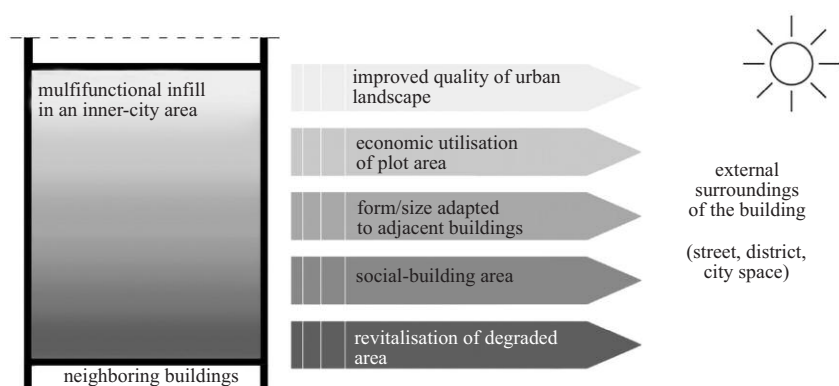 mulfifunctional infill
in an inner-city area
neighboring buildings
improved quality of urban
landscape
economic utilisation
of plot area
form/size adapted
to adjacent buildings
social-building area
revitalisation of degraded
area
external
surroundings
of the building
(street, district,
city space)